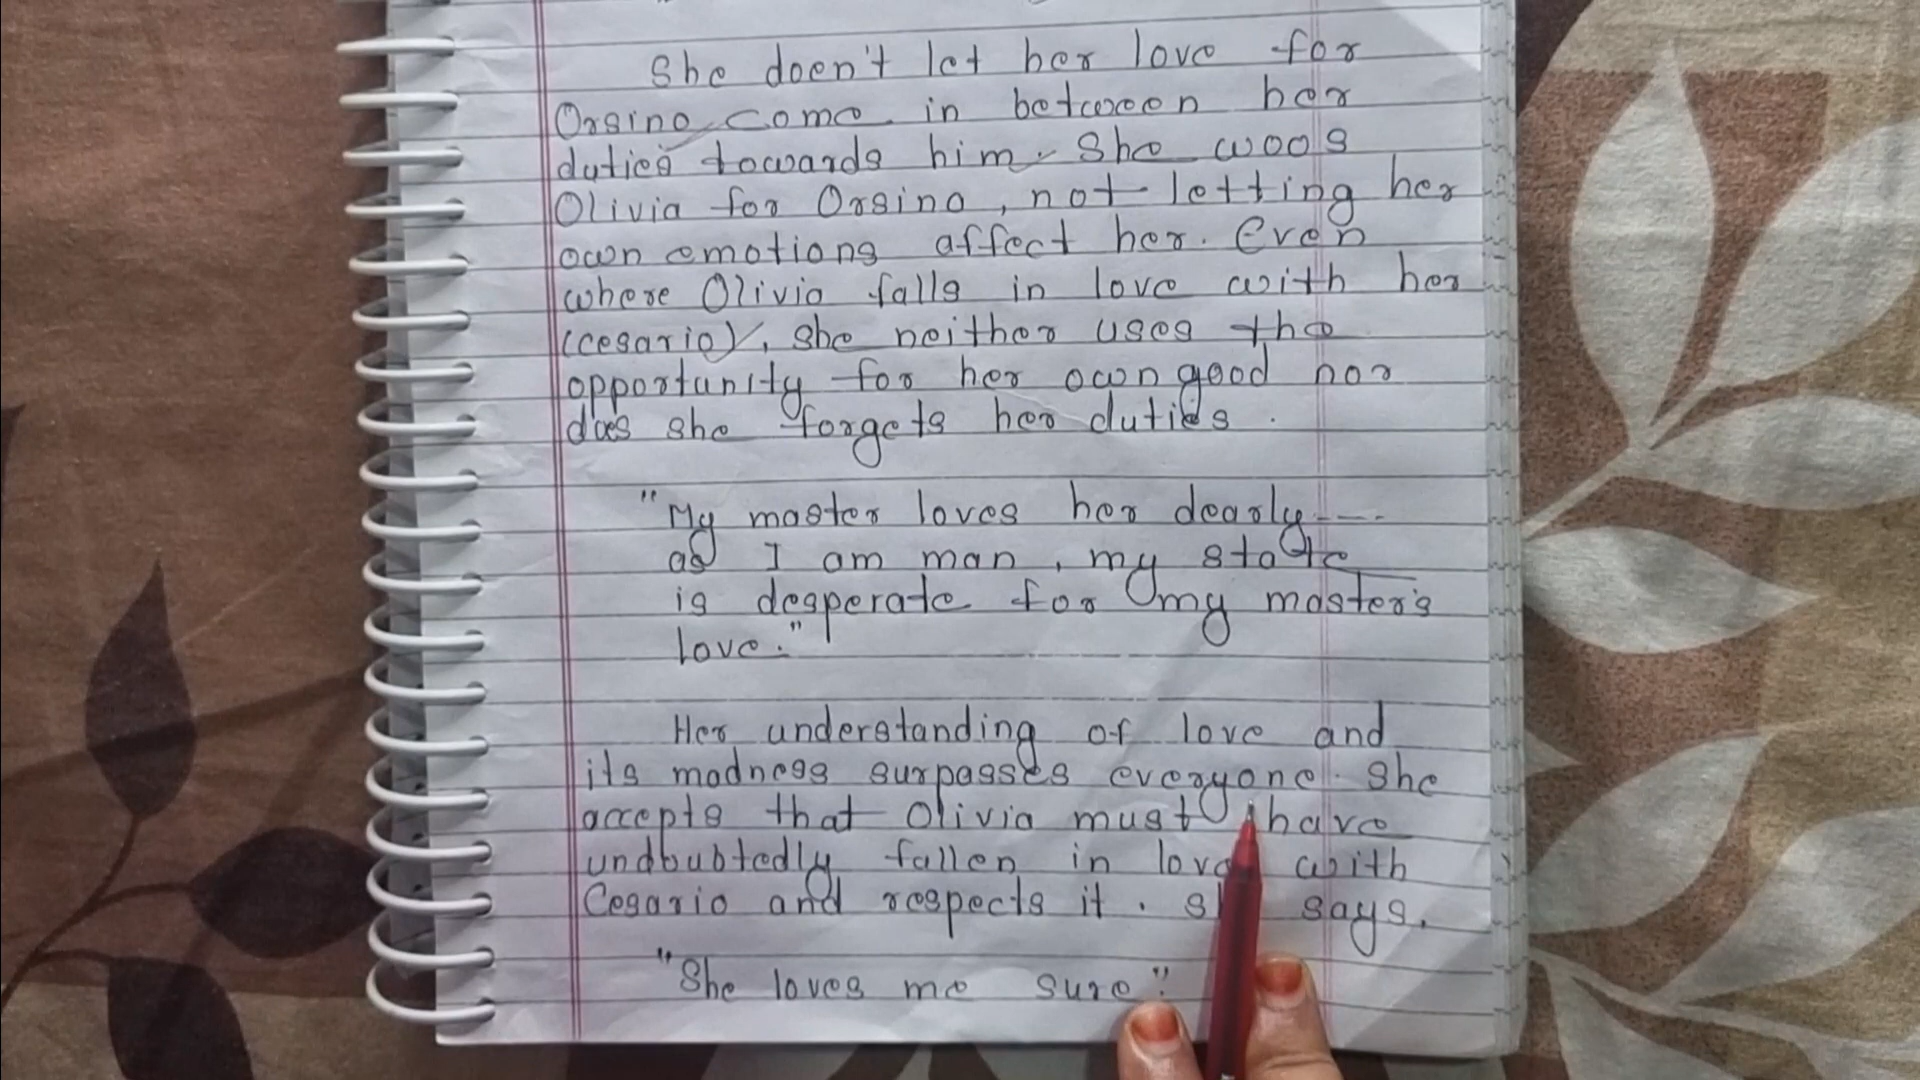 She doen't let her love for
Orsino come in between her
duties towards him. She woos
Olivia for Orsino, not letting her
own emotions affect her. Even
where Olivia falls in love with her
(cesario), she neither uses the
opportunity for her own good nor
does she forgets her duties.
"My master loves her dearly----
as I am man, my state
is desperate for my master's
love."
Her understanding of love and
its madness surpasses everyone. She
accepts that Olivia must have
undoubtedly fallen in love with
Cesario and respects it. she says,
"She loves me sure"